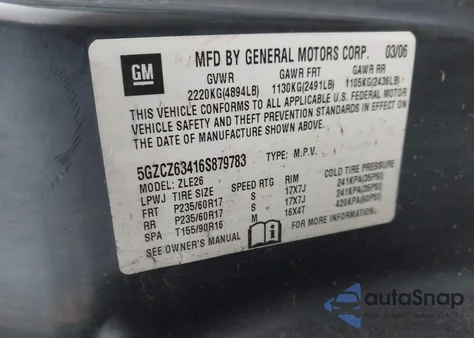 GM
MFD BY GENERAL MOTORS CORP. 03/06
GVWR GAWR FRT GAWR RR
2220KG(4894LB) 1130KG(2491LB) 1105KG(2436LB)
THIS VEHICLE CONFORMS TO ALL APPLICABLE U.S. FEDERAL MOTOR
VEHICLE SAFETY AND THEFT PREVENTION STANDARDS IN EFFECT ON
THE DATE OF MANUFACTURE SHOWN ABOVE.
5GZCZ63416S879783 TYPE: M.P.V.
MODEL: ZLE26
LPWJ TIRE SIZE SPEED RTG RIM COLD TIRE PRESSURE
FRT P235/60R17 S 17X7J 241KPA(35PSI)
RR P235/60R17 S 17X7J 241KPA(35PSI)
SPA T155/90R16 M 16X4T 420KPA(60PSI)
SEE OWNER'S MANUAL
autoSnap